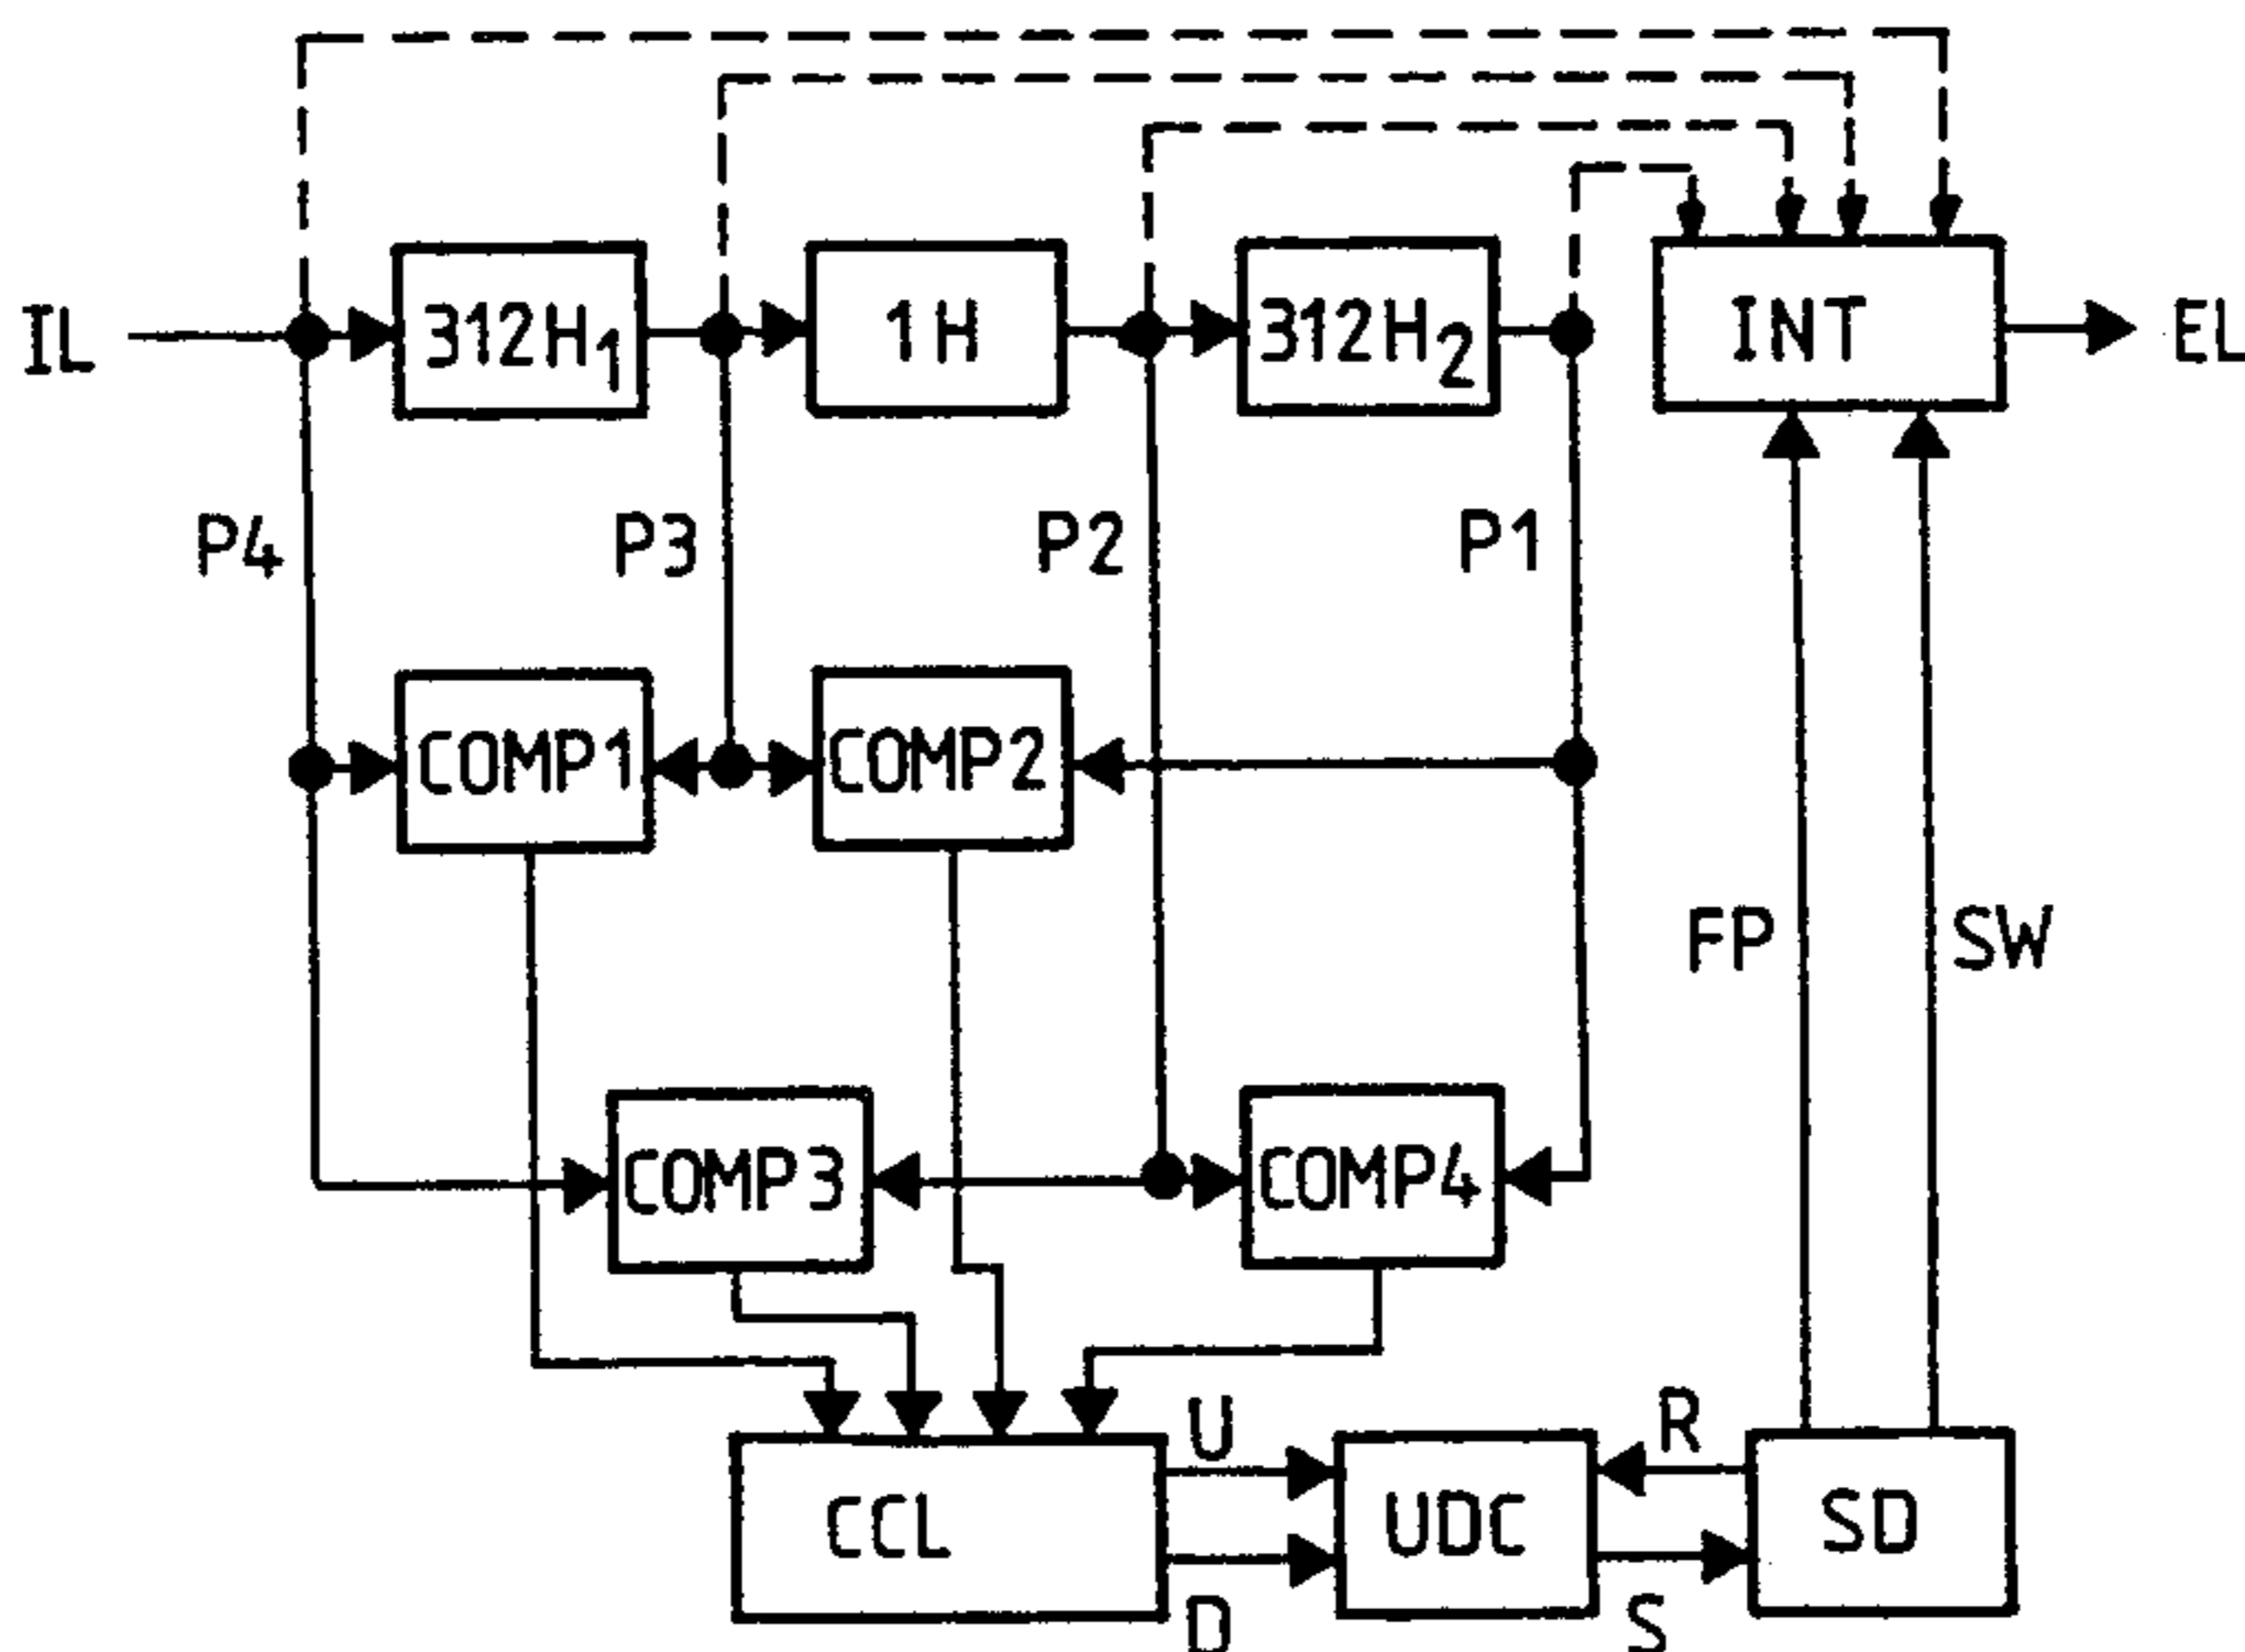 IL
312H₁
1H
312H₂
INT
EL
P4
P3
P2
P1
COMP1
COMP2
FP
SW
COMP3
COMP4
CCL
U
D
UDC
R
S
SD